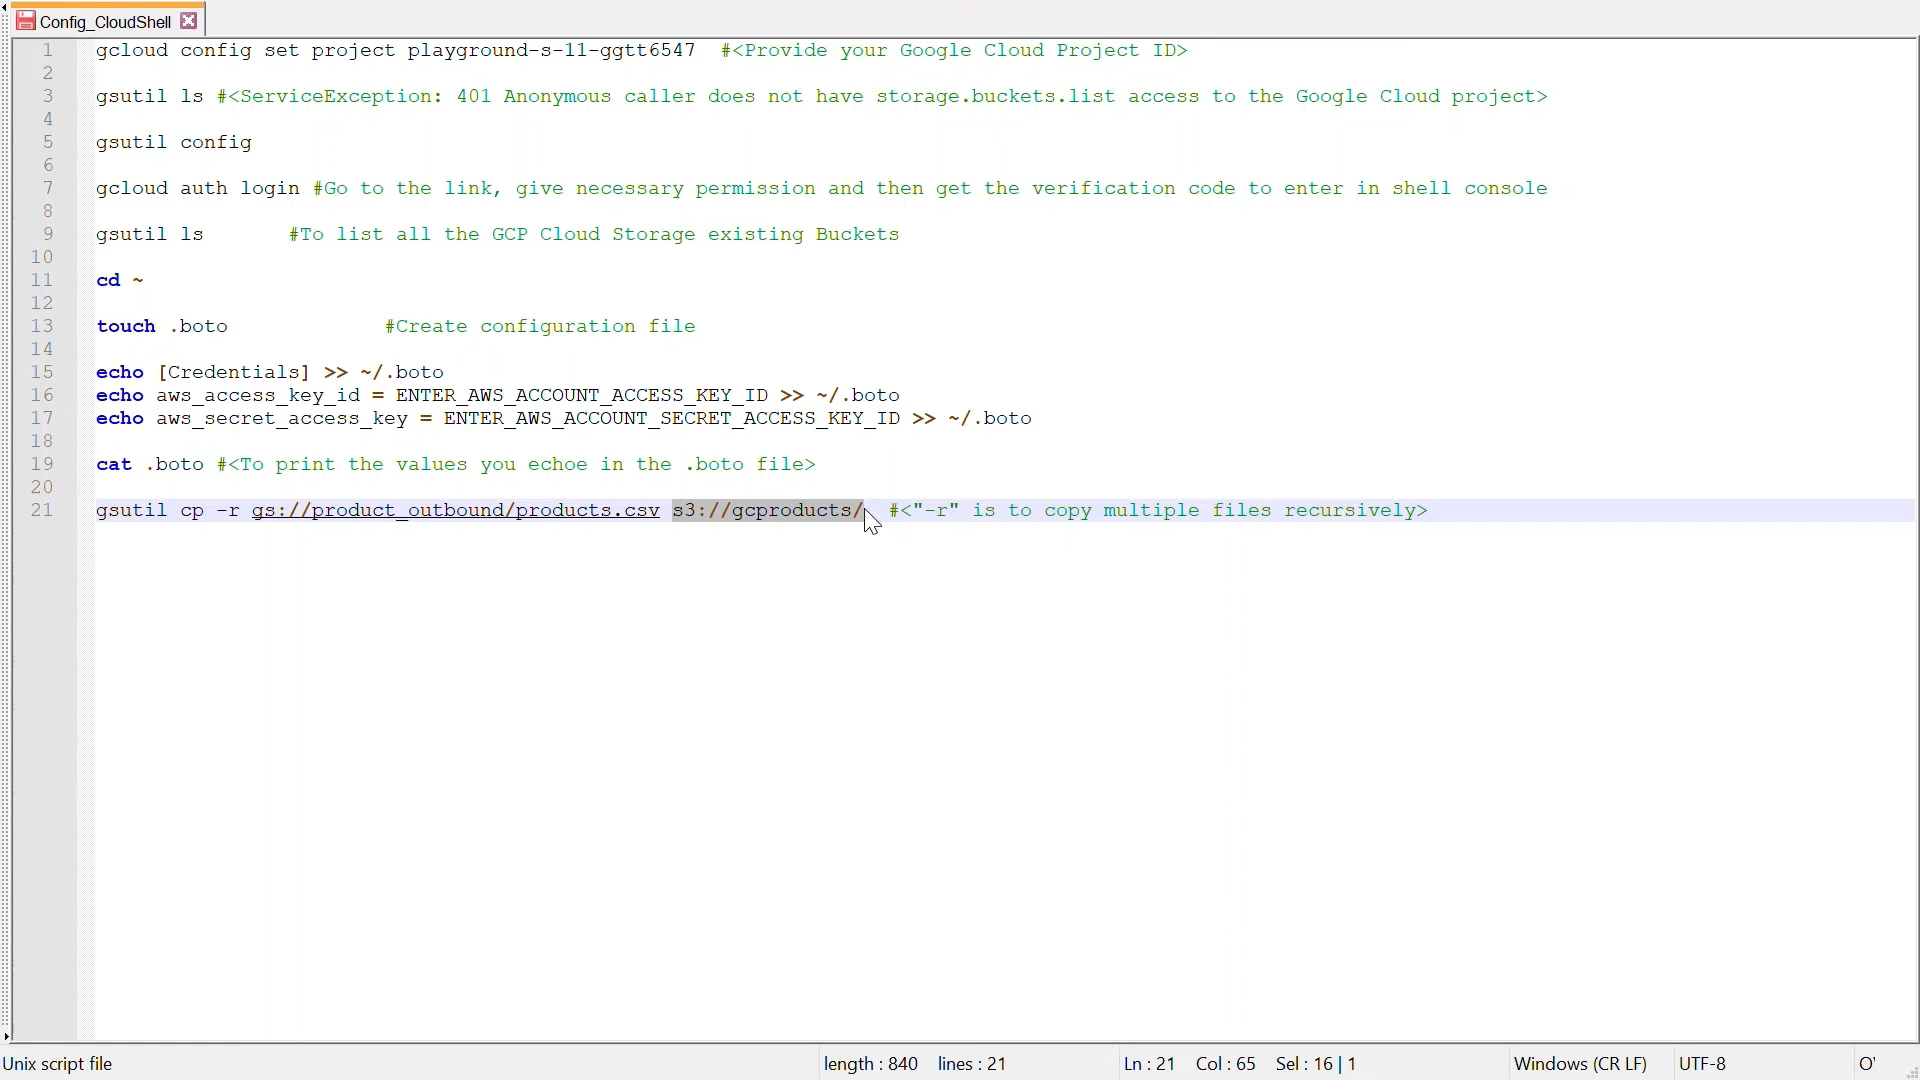 Config_CloudShell
1 gcloud config set project playground-s-11-ggtt6547 #<Provide your Google Cloud Project ID>
2
3 gsutil ls #<ServiceException: 401 Anonymous caller does not have storage.buckets.list access to the Google Cloud project>
4
5 gsutil config
6
7 gcloud auth login #Go to the link, give necessary permission and then get the verification code to enter in shell console
8
9 gsutil ls #To list all the GCP Cloud Storage existing Buckets
10
11 cd ~
12
13 touch .boto #Create configuration file
14
15 echo [Credentials] >> ~/.boto
16 echo aws_access_key_id = ENTER_AWS_ACCOUNT_ACCESS_KEY_ID >> ~/.boto
17 echo aws_secret_access_key = ENTER_AWS_ACCOUNT_SECRET_ACCESS_KEY_ID >> ~/.boto
18
19 cat .boto #<To print the values you echoe in the .boto file>
20
21 gsutil cp -r gs://product_outbound/products.csv s3://gcproducts/ #<"-r" is to copy multiple files recursively>
Unix script file length : 840 lines : 21 Ln : 21 Col : 65 Sel : 16 | 1 Windows (CR LF) UTF-8 O'